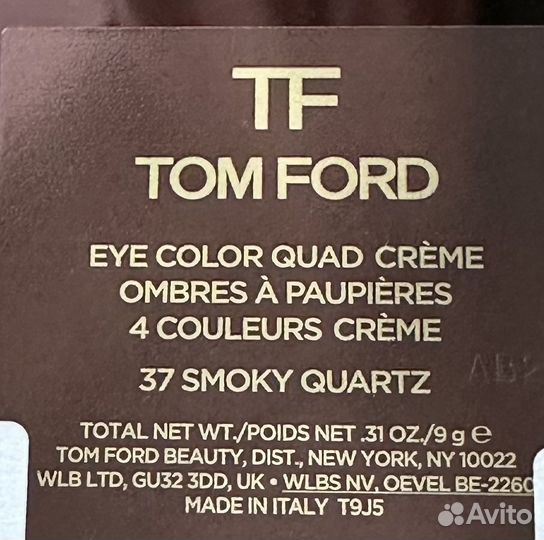 TF
TOM FORD
EYE COLOR QUAD CRÈME
OMBRES À PAUPIÈRES
4 COULEURS CRÈME
37 SMOKY QUARTZ
TOTAL NET WT./POIDS NET .31 OZ./9 g ℮
TOM FORD BEAUTY, DIST., NEW YORK, NY 10022
WLB LTD, GU32 3DD, UK • WLBS NV, OEVEL BE-2260
MADE IN ITALY T9J5
Avito